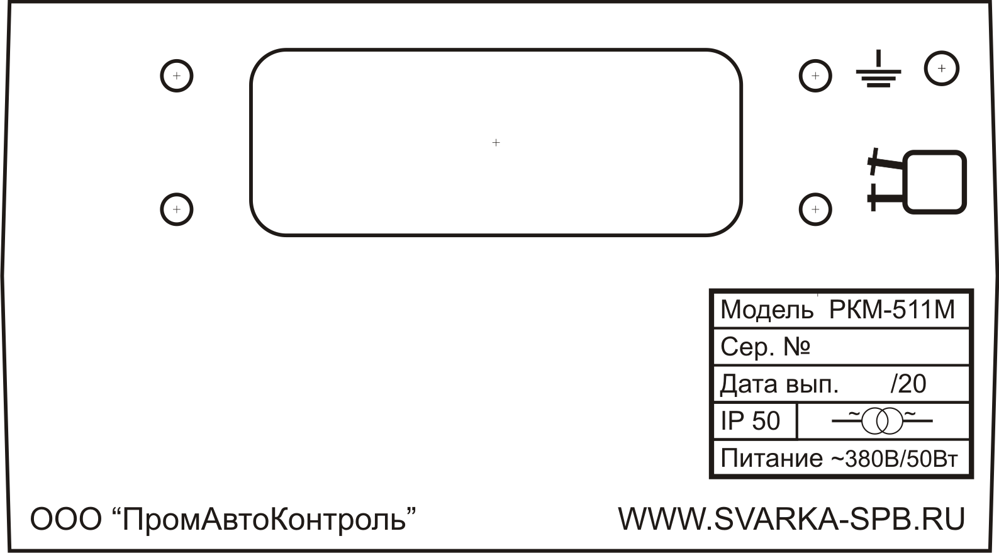 Модель РКМ-511М
Сер. №
Дата вып. /20
IP 50 ~ ~
Питание ~380В/50Вт
ООО “ПромАвтоКонтроль”
WWW.SVARKA-SPB.RU